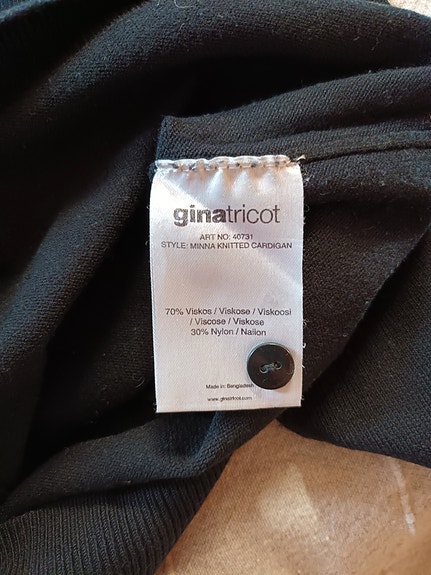 ginatricot
ART NO: 40731
STYLE: MINNA KNITTED CARDIGAN
70% Viskos / Viskose / Viskoosi
/ Viscose / Viskose
30% Nylon / Nailon
Made in: Bangladesh
www.ginatricot.com